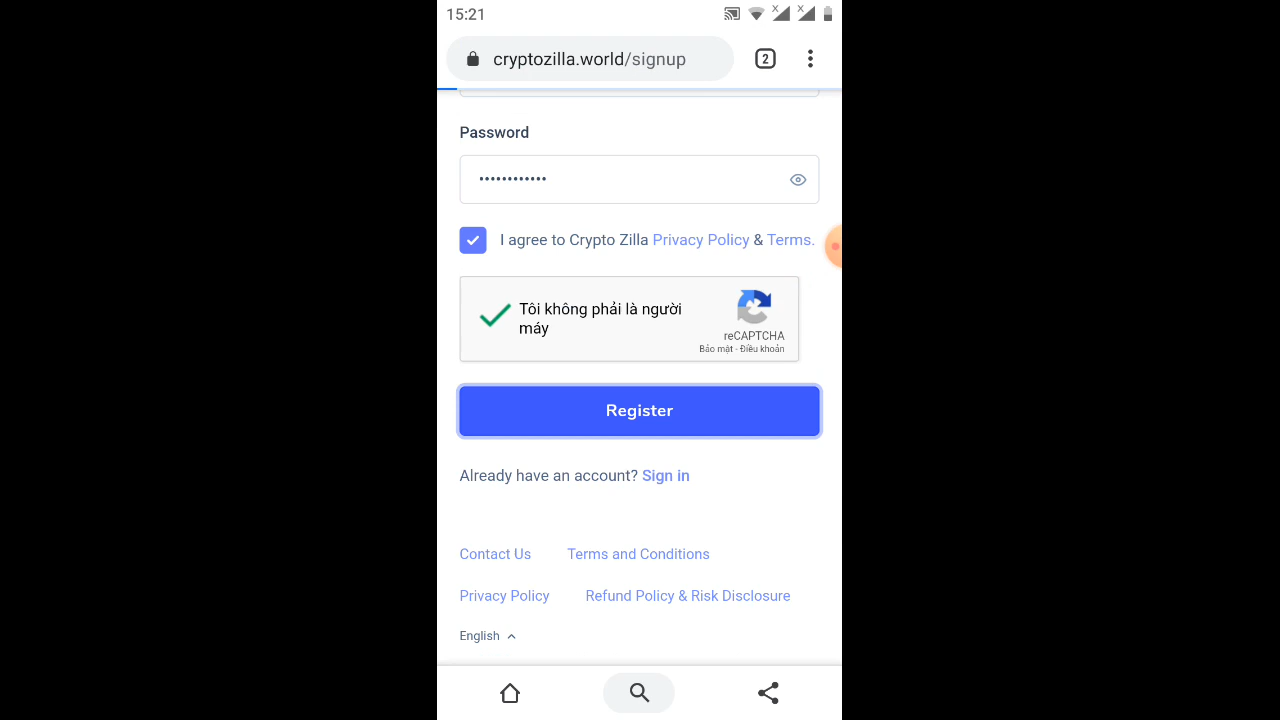 15:21
cryptozilla.world/signup
2
Password
••••••••••••
I agree to Crypto Zilla Privacy Policy & Terms.
Tôi không phải là người
máy
reCAPTCHA
Bảo mật - Điều khoản
Register
Already have an account? Sign in
Contact Us Terms and Conditions
Privacy Policy Refund Policy & Risk Disclosure
English